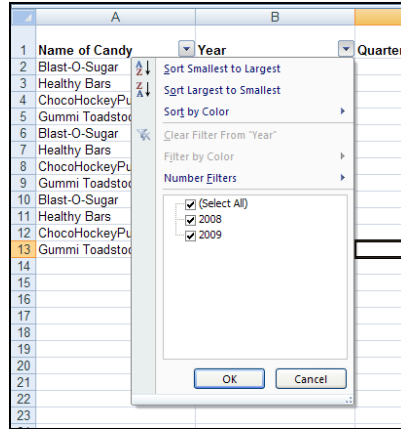 A B
1 Name of Candy Year Quarte
2 Blast-O-Sugar
3 Healthy Bars
4 ChocoHockeyPu
5 Gummi Toadstoo
6 Blast-O-Sugar
7 Healthy Bars
8 ChocoHockeyPu
9 Gummi Toadstoo
10 Blast-O-Sugar
11 Healthy Bars
12 ChocoHockeyPu
13 Gummi Toadstoo
14
15
16
17
18
19
20
21
22
23
Sort Smallest to Largest
Sort Largest to Smallest
Sort by Color
Clear Filter From "Year"
Filter by Color
Number Filters
(Select All)
2008
2009
OK Cancel